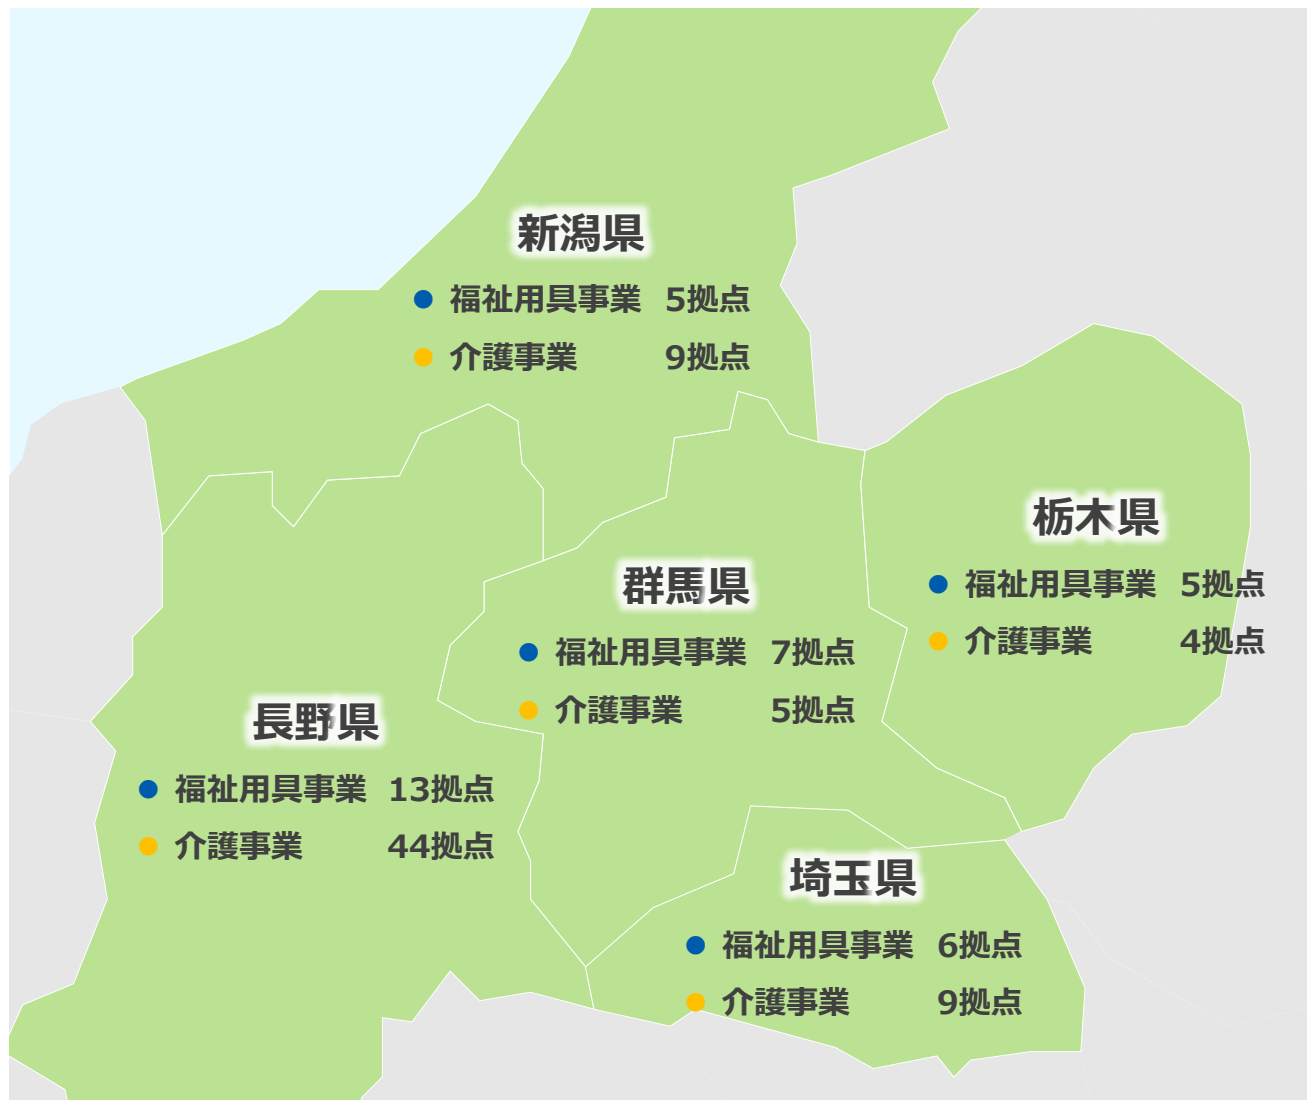 新潟県
福祉用具事業 5拠点
介護事業 9拠点
栃木県
福祉用具事業 5拠点
介護事業 4拠点
群馬県
福祉用具事業 7拠点
介護事業 5拠点
長野県
福祉用具事業 13拠点
介護事業 44拠点
埼玉県
福祉用具事業 6拠点
介護事業 9拠点